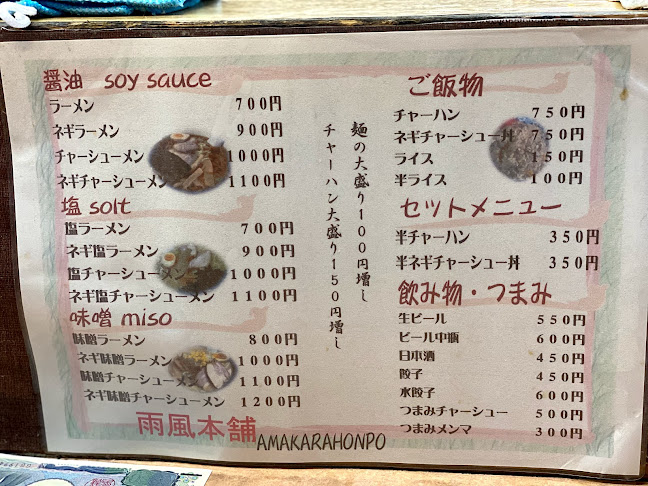 醤油 soy sauce
ラーメン 700円
ネギラーメン 900円
チャーシューメン 1000円
ネギチャーシューメン 1100円
塩 solt
塩ラーメン 700円
ネギ塩ラーメン 900円
塩チャーシューメン 1000円
ネギ塩チャーシューメン 1100円
味噌 miso
味噌ラーメン 800円
ネギ味噌ラーメン 1000円
味噌チャーシューメン 1100円
ネギ味噌チャーシューメン 1200円
麺の大盛り100円増し
チャーハン大盛り150円増し
ご飯物
チャーハン 750円
ネギチャーシュー丼 750円
ライス 150円
半ライス 100円
セットメニュー
半チャーハン 350円
半ネギチャーシュー丼 350円
飲み物・つまみ
生ビール 550円
ビール中瓶 600円
日本酒 450円
餃子 450円
水餃子 600円
つまみチャーシュー 500円
つまみメンマ 300円
雨風本舗 AMAKARAHONPO